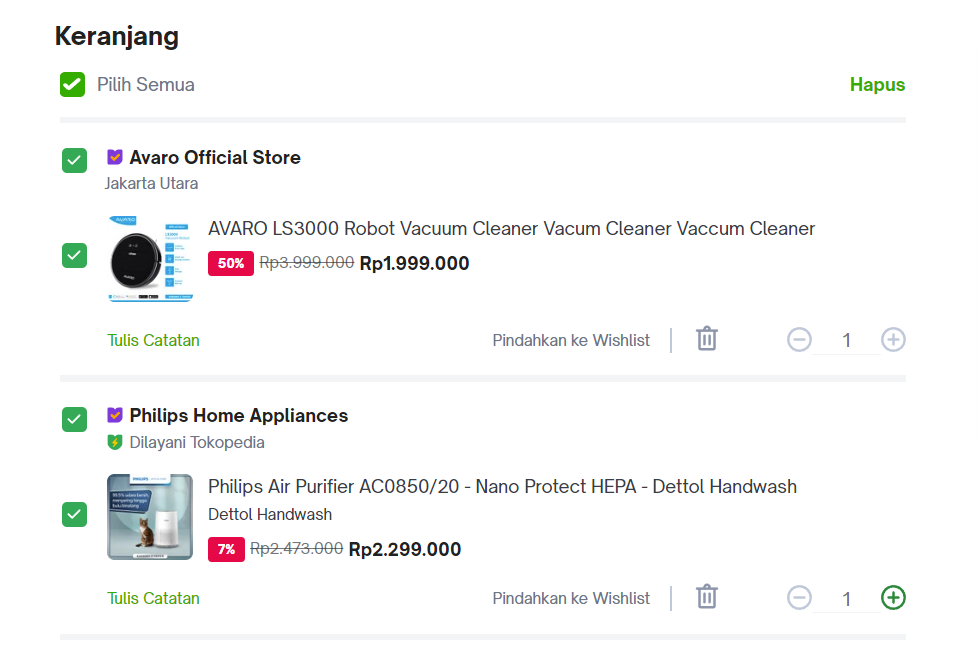 Keranjang
Pilih Semua
Hapus
Avaro Official Store
Jakarta Utara
AVARO LS3000 Robot Vacuum Cleaner Vacum Cleaner Vaccum Cleaner
50% Rp3.999.000 Rp1.999.000
Tulis Catatan
Pindahkan ke Wishlist
1
Philips Home Appliances
Dilayani Tokopedia
Philips Air Purifier AC0850/20 - Nano Protect HEPA - Dettol Handwash
Dettol Handwash
7% Rp2.473.000 Rp2.299.000
Tulis Catatan
Pindahkan ke Wishlist
1